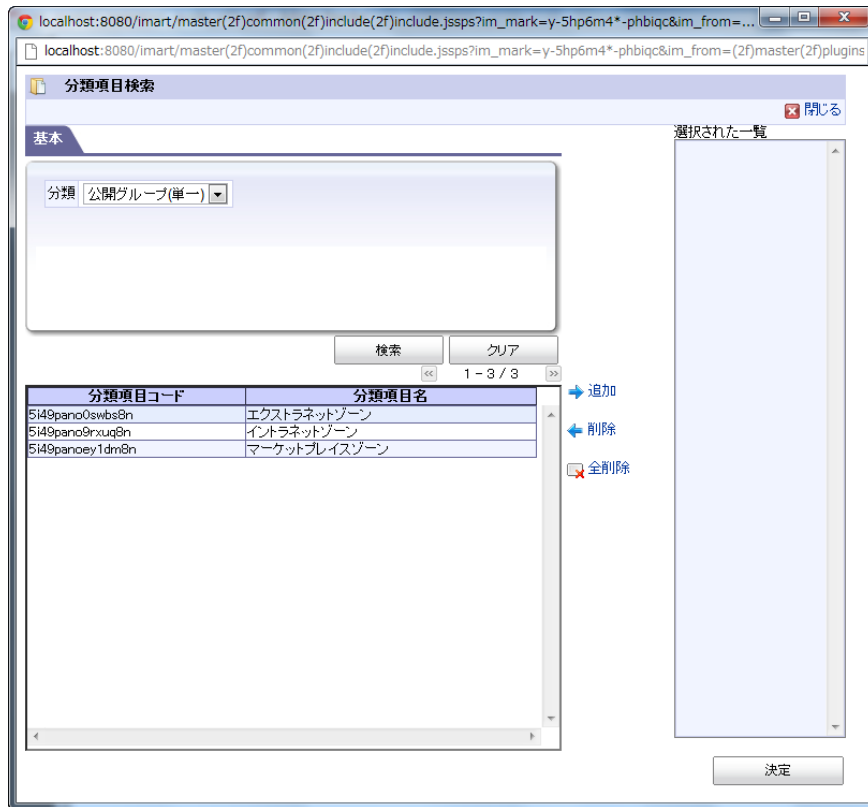 localhost:8080/imart/master(2f)common(2f)include(2f)include.jssps?im_mark=y-5hp6m4*-phbiqc&im_from=...
localhost:8080/imart/master(2f)common(2f)include(2f)include.jssps?im_mark=y-5hp6m4*-phbiqc&im_from=(2f)master(2f)plugins
分類項目検索
閉じる
基本
選択された一覧
分類 公開グループ(単一)
検索 クリア
<< 1 - 3 / 3 >>
分類項目コード 分類項目名
5i49pano0swbs8n エクストラネットゾーン
5i49pano9rxuq8n イントラネットゾーン
5i49panoey1dm8n マーケットプレイスゾーン
追加
削除
全削除
決定